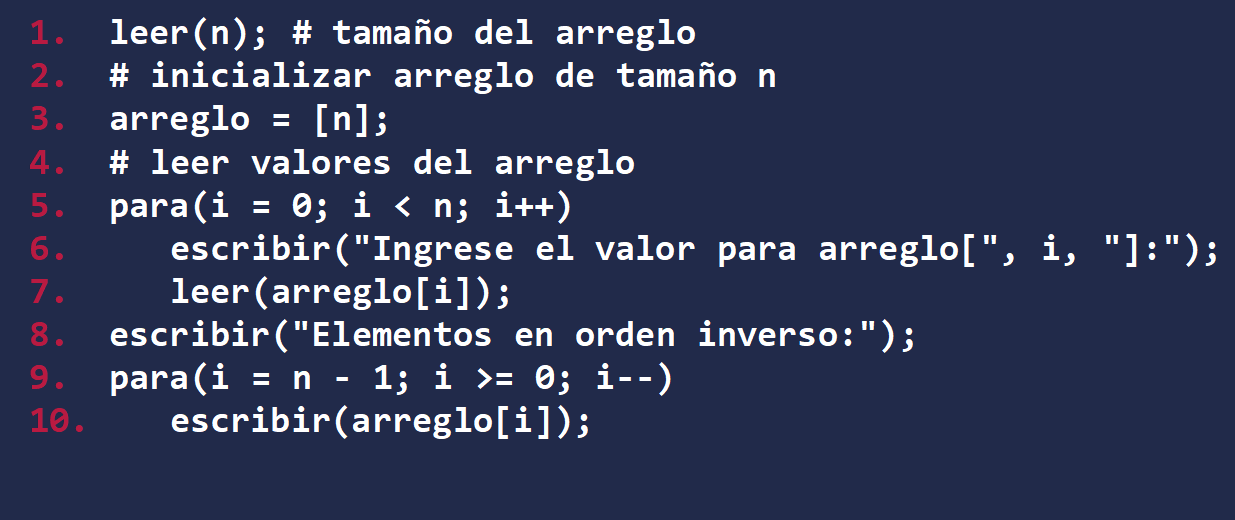 1. leer(n); # tamaño del arreglo
2. # inicializar arreglo de tamaño n
3. arreglo = [n];
4. # leer valores del arreglo
5. para(i = 0; i < n; i++)
6. escribir("Ingrese el valor para arreglo[", i, "]:");
7. leer(arreglo[i]);
8. escribir("Elementos en orden inverso:");
9. para(i = n - 1; i >= 0; i--)
10. escribir(arreglo[i]);